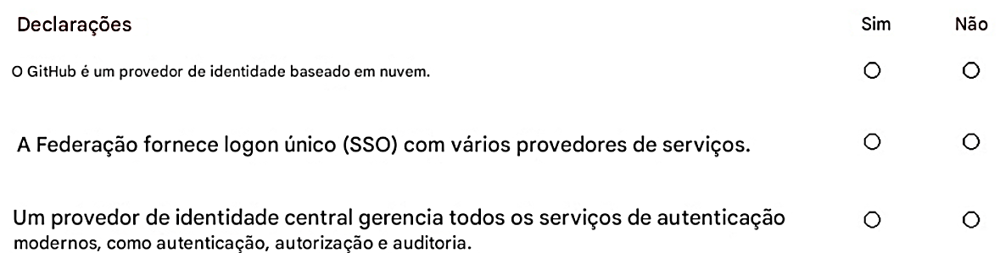 Declarações Sim Não
O GitHub é um provedor de identidade baseado em nuvem.
A Federação fornece logon único (SSO) com vários provedores de serviços.
Um provedor de identidade central gerencia todos os serviços de autenticação
modernos, como autenticação, autorização e auditoria.